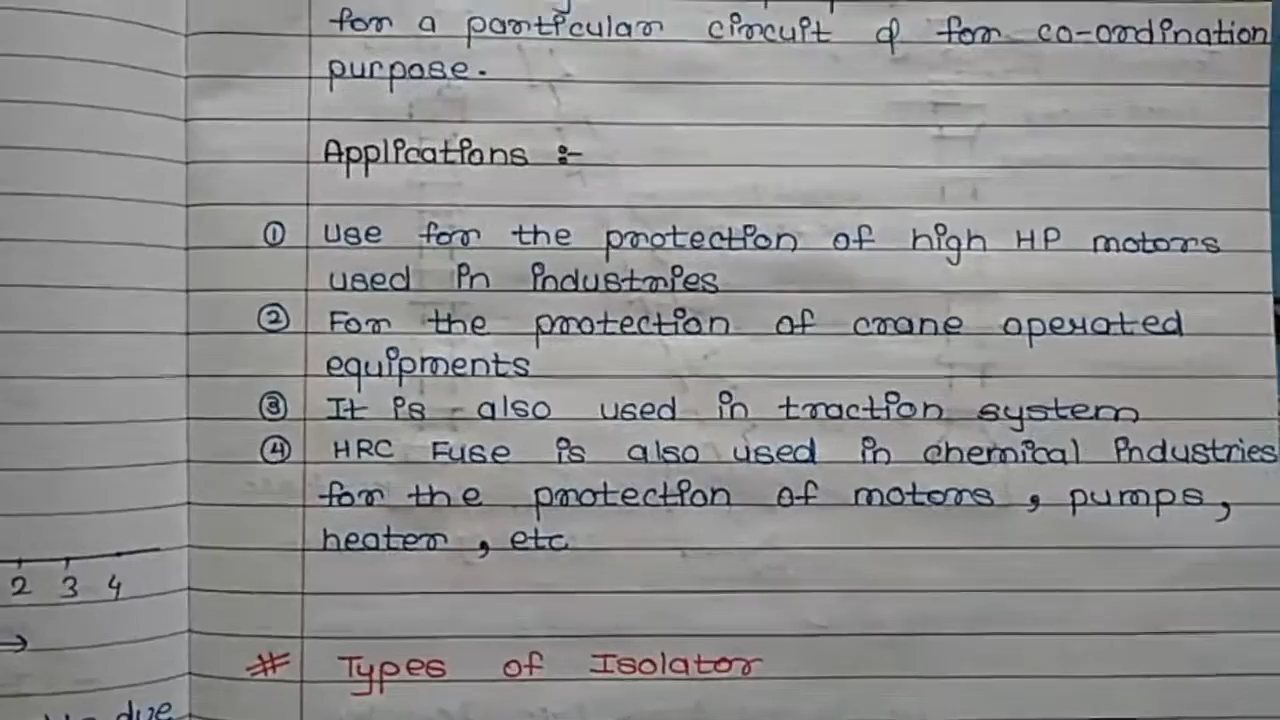 for a particular circuit & for co-ordination
purpose.
Applications :-
① Use for the protection of high HP motors
used in industries
② For the protection of crane operated
equipments
③ It is also used in traction system
④ HRC Fuse is also used in chemical industries
for the protection of motors, pumps,
heater, etc
2 3 4
→
# Types of Isolator
due